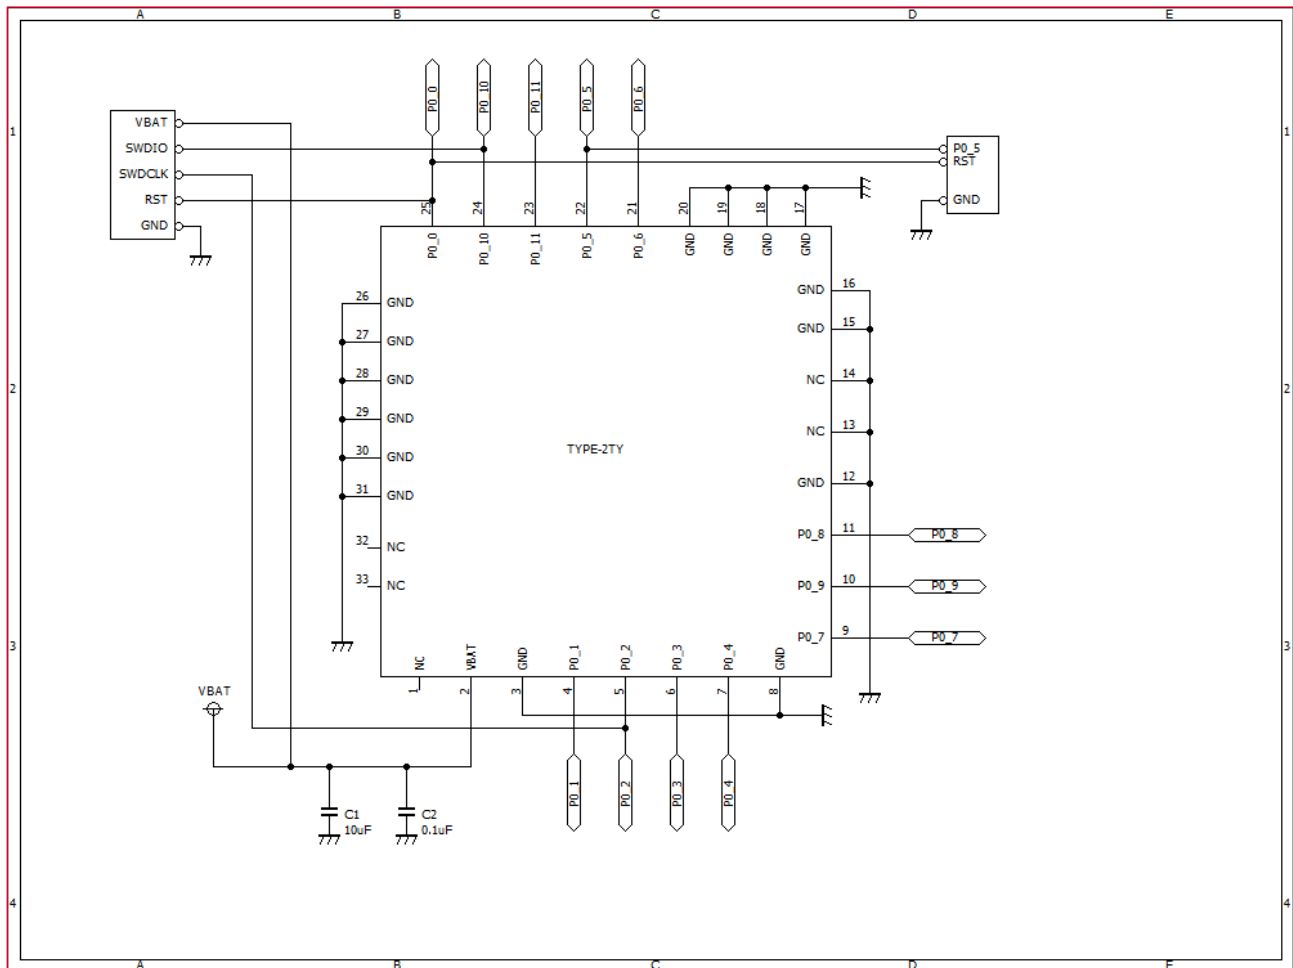 A B C D E
P0_0 P0_10 P0_11 P0_5 P0_6
1 1
VBAT
SWDIO
SWDCLK
RST
GND
P0_5
RST
GND
25 24 23 22 21 20 19 18 17
P0_0 P0_10 P0_11 P0_5 P0_6 GND GND GND GND
26 GND
27 GND
28 GND
29 GND
30 GND
31 GND
32 NC
33 NC
GND 16
GND 15
NC 14
NC 13
GND 12
P0_8 11 P0_8
P0_9 10 P0_9
P0_7 9 P0_7
2 2
TYPE-2TY
3 3
NC VBAT GND P0_1 P0_2 P0_3 P0_4 GND
1 2 3 4 5 6 7 8
VBAT
P0_1 P0_2 P0_3 P0_4
C1
10uF
C2
0.1uF
4 4
A B C D E